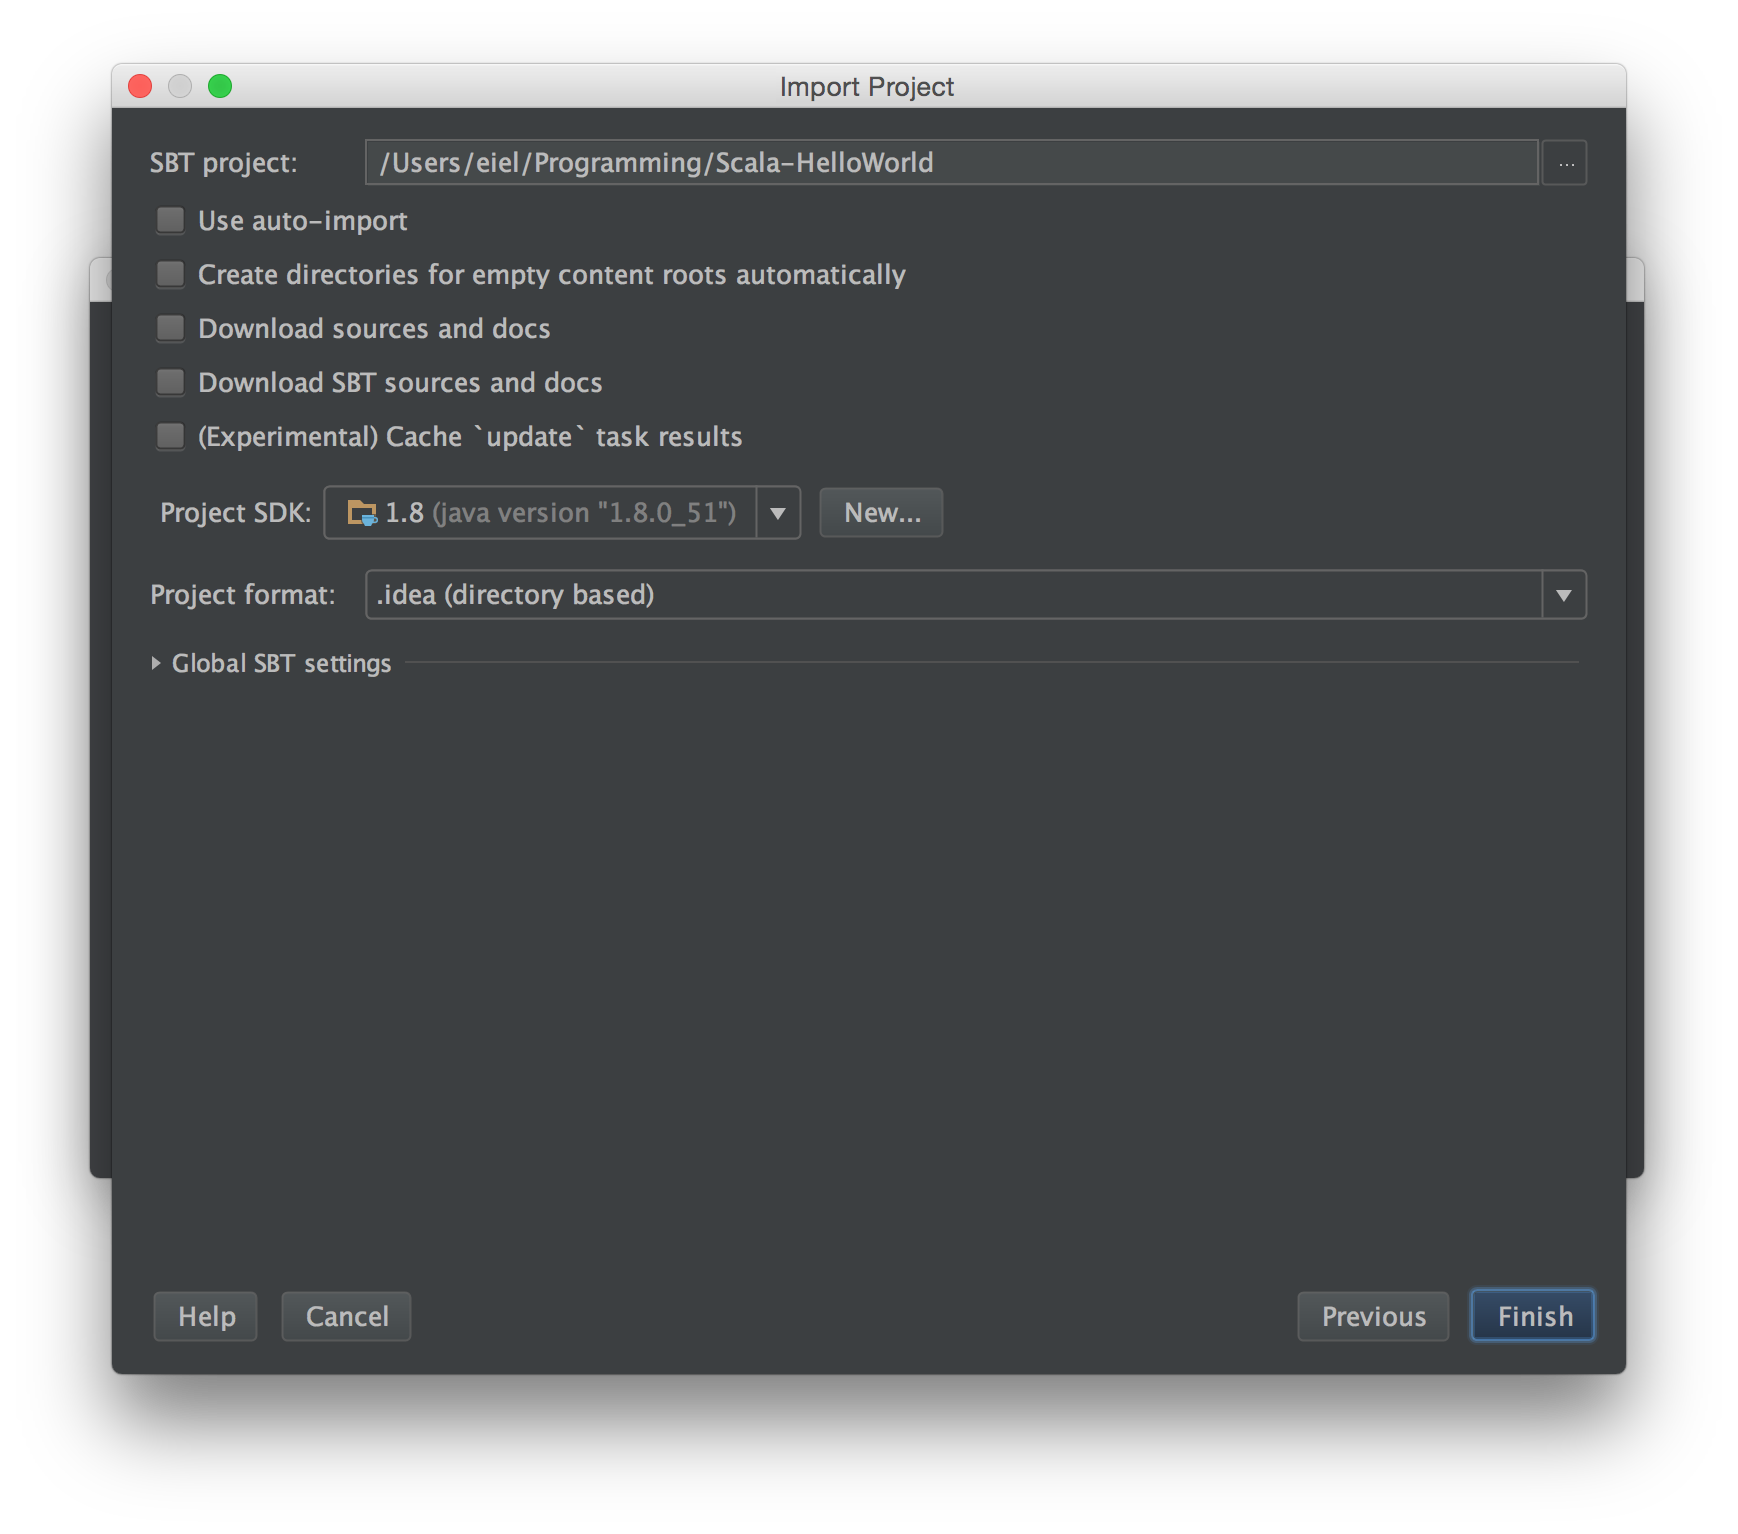 Import Project
SBT project: /Users/eiel/Programming/Scala-HelloWorld ...
Use auto-import
Create directories for empty content roots automatically
Download sources and docs
Download SBT sources and docs
(Experimental) Cache `update` task results
Project SDK: 1.8 (java version "1.8.0_51") New...
Project format: .idea (directory based)
Global SBT settings
Help Cancel Previous Finish